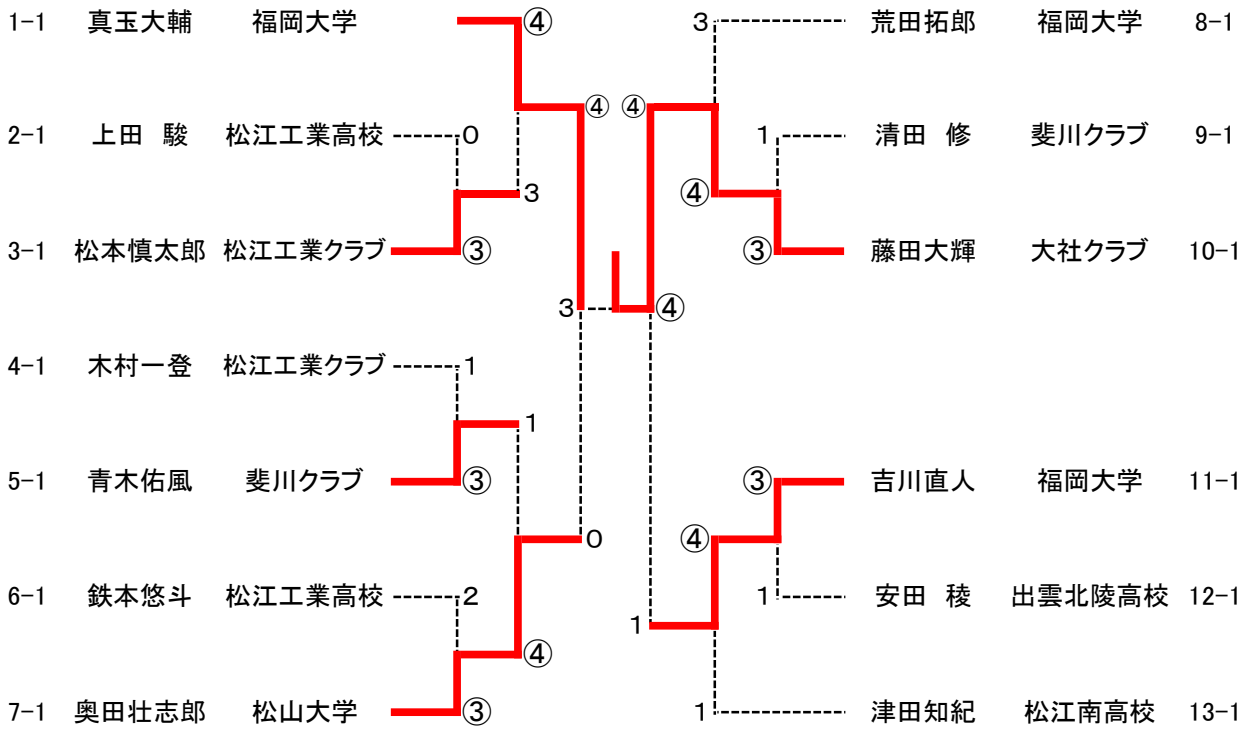 1-1 真玉大輔 福岡大学 ④ 3 荒田拓郎 福岡大学 8-1
④ ④
2-1 上田 駿 松江工業高校 0 1 清田 修 斐川クラブ 9-1
3 ④
3-1 松本慎太郎 松江工業クラブ ③ ③ 藤田大輝 大社クラブ 10-1
3 ④
4-1 木村一登 松江工業クラブ 1
1
5-1 青木佑風 斐川クラブ ③ ③ 吉川直人 福岡大学 11-1
0 ④
6-1 鉄本悠斗 松江工業高校 2 1 安田 稜 出雲北陵高校 12-1
④ 1
7-1 奥田壮志郎 松山大学 ③ 1 津田知紀 松江南高校 13-1